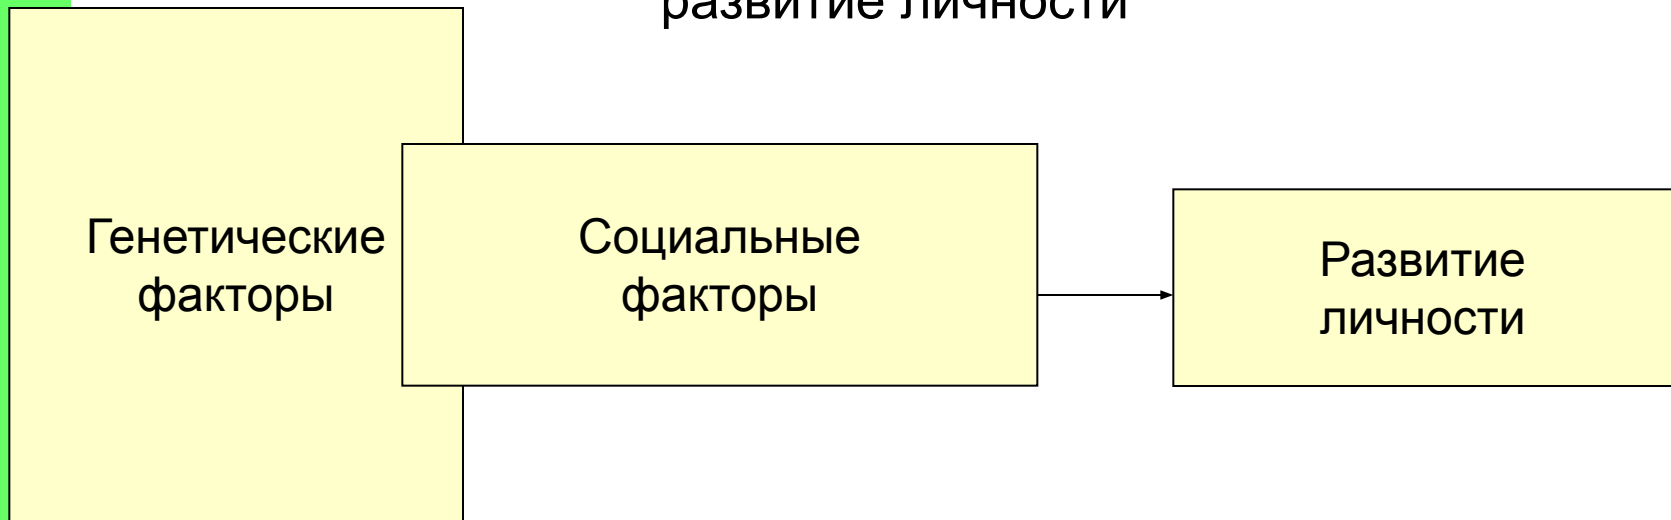 развитие личности
Генетические
факторы
Социальные
факторы
Развитие
личности